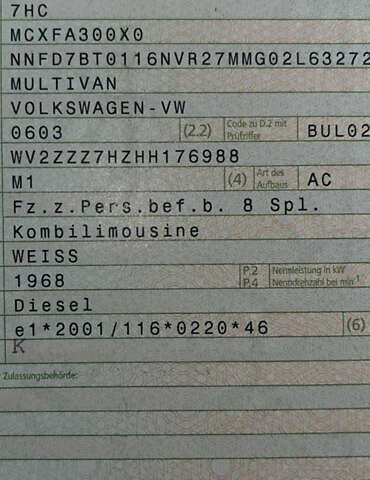 7HC
MCXFA300X0
NNFD7BT0116NVR27MMG02L63272
MULTIVAN
VOLKSWAGEN-VW
0603 (2.2) Code zu D.2 mit Prüfziffer BUL02
WV2ZZZ7HZHH176988
M1 (4) Art des Aufbaus AC
Fz.z.Pers.bef.b. 8 Spl.
Kombilimousine
WEISS
1968 P.2 Nennleistung in kW
P.4 Nenndrehzahl bei min⁻¹
Diesel
e1*2001/116*0220*46 (6)
K
Zulassungsbehörde: